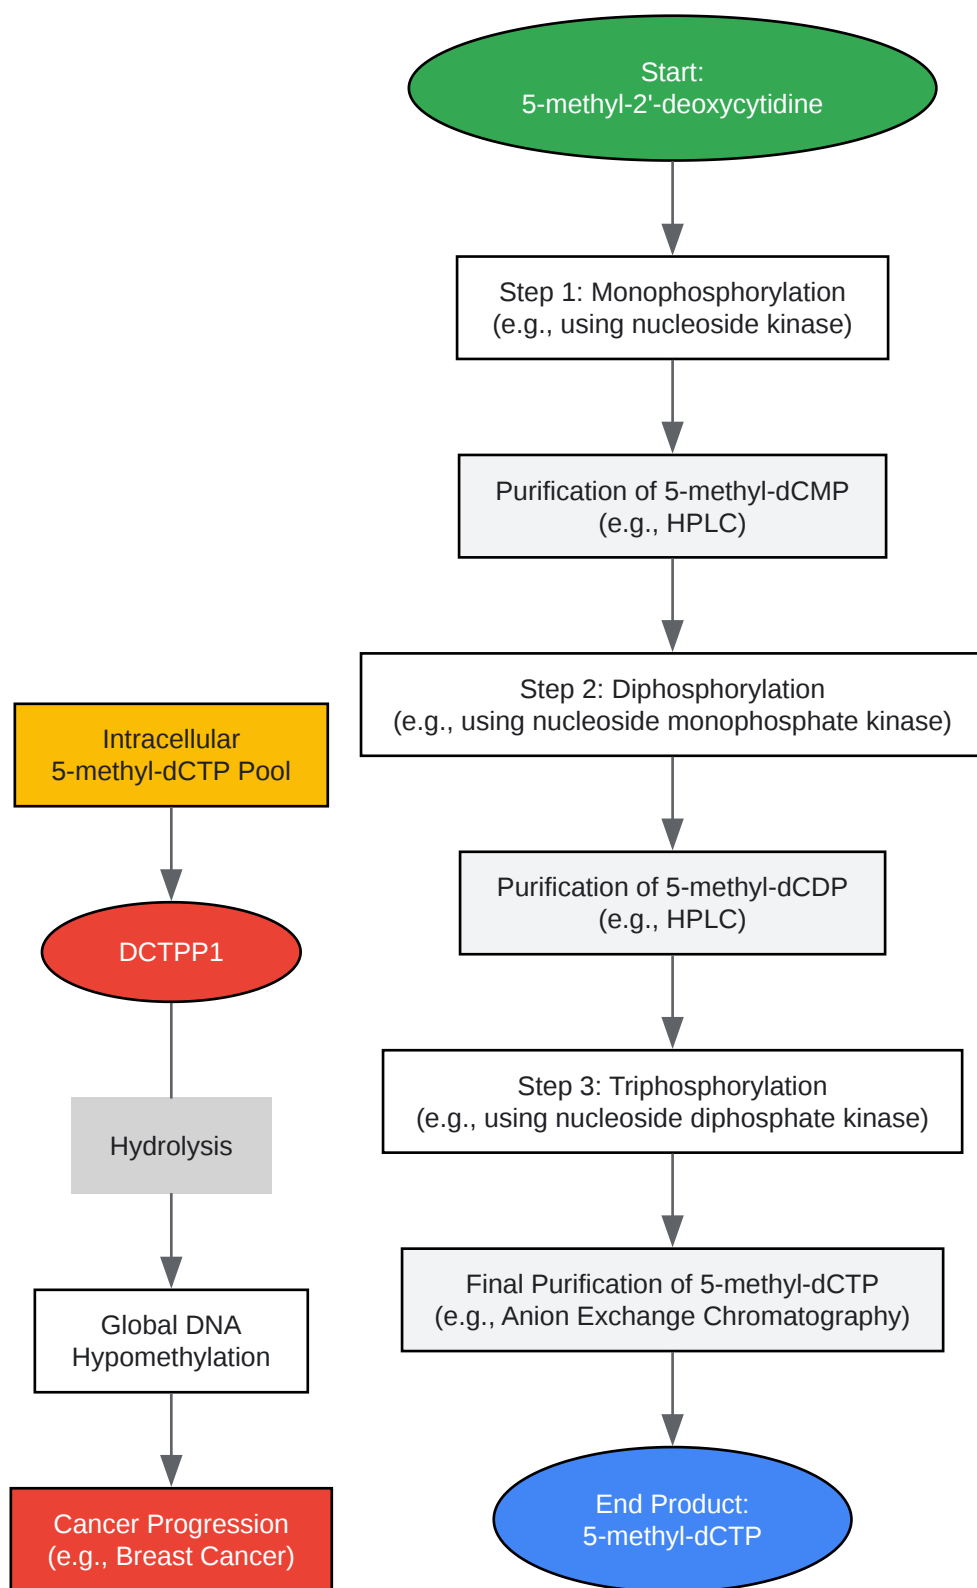 Start:
5-methyl-2'-deoxycytidine
Step 1: Monophosphorylation
(e.g., using nucleoside kinase)
Purification of 5-methyl-dCMP
(e.g., HPLC)
Step 2: Diphosphorylation
(e.g., using nucleoside monophosphate kinase)
Purification of 5-methyl-dCDP
(e.g., HPLC)
Step 3: Triphosphorylation
(e.g., using nucleoside diphosphate kinase)
Final Purification of 5-methyl-dCTP
(e.g., Anion Exchange Chromatography)
End Product:
5-methyl-dCTP
Intracellular
5-methyl-dCTP Pool
DCTPP1
Hydrolysis
Global DNA
Hypomethylation
Cancer Progression
(e.g., Breast Cancer)